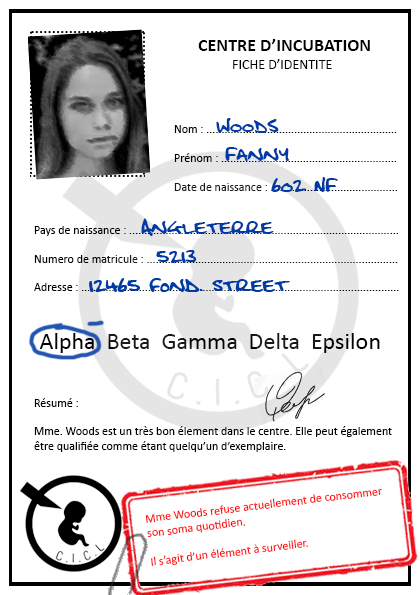 CENTRE D'INCUBATION
FICHE D'IDENTITE
Nom : WOODS
Prénom : FANNY
Date de naissance : 602 NF
Pays de naissance : ANGLETERRE
Numero de matricule : 5213
Adresse : 12465 FOND. STREET
Alpha Beta Gamma Delta Epsilon
C.I.C.L
Résumé :
Mme. Woods est un très bon élement dans le centre. Elle peut également
être qualifiée comme étant quelqu'un d'exemplaire.
C.I.C.L
Mme Woods refuse actuellement de consommer
son soma quotidien.
Il s'agit d'un élément à surveiller.